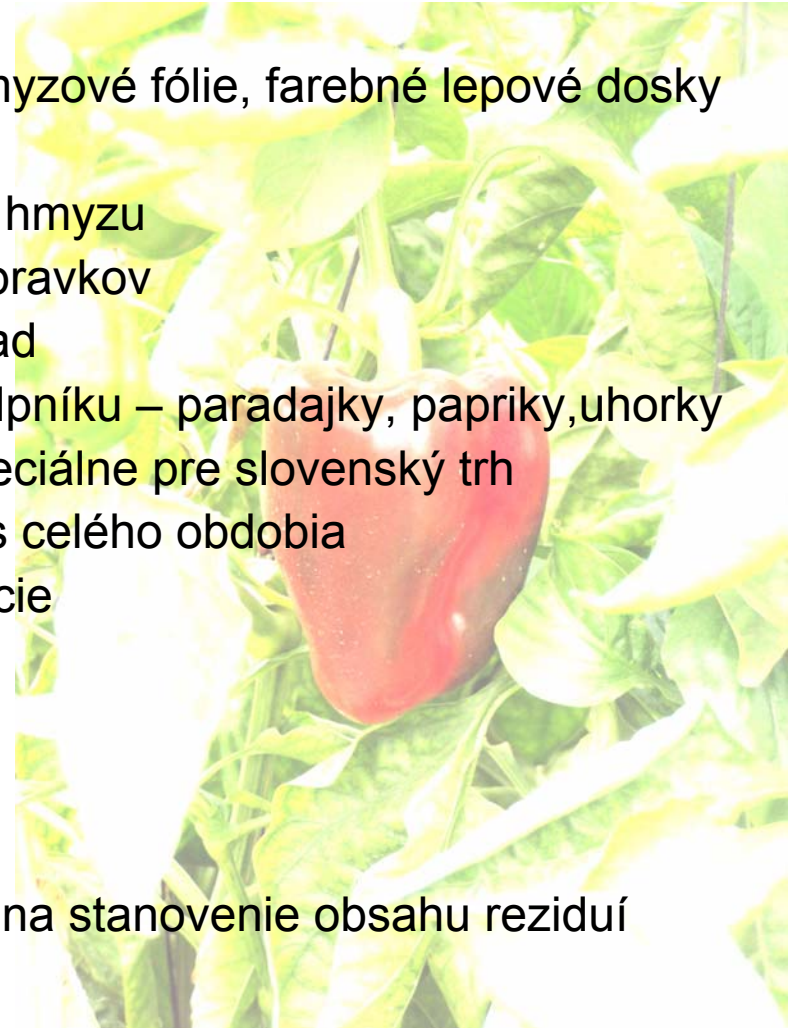 myzové fólie, farebné lepové dosky
hmyzu
pravkov
ad
lpníku – paradajky, papriky,uhorky
eciálne pre slovenský trh
s celého obdobia
cie
na stanovenie obsahu reziduí